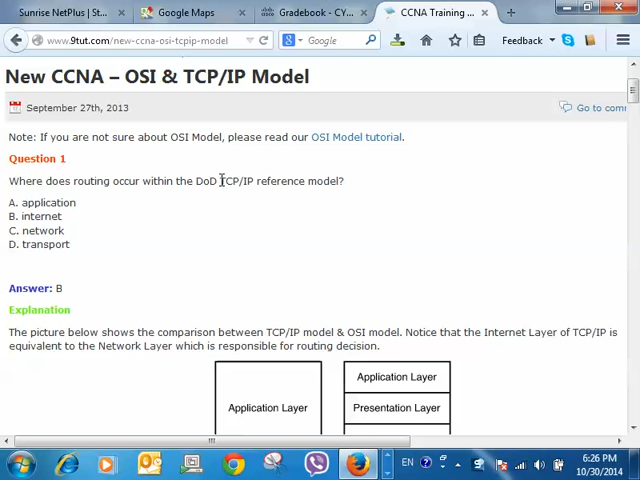 Sunrise NetPlus | St...
Google Maps
Gradebook - CY...
CCNA Training ...
www.9tut.com/new-ccna-osi-tcpip-model
Google
Feedback
New CCNA – OSI & TCP/IP Model
September 27th, 2013
Go to comm
Note: If you are not sure about OSI Model, please read our OSI Model tutorial.
Question 1
Where does routing occur within the DoD TCP/IP reference model?
A. application
B. internet
C. network
D. transport
Answer: B
Explanation
The picture below shows the comparison between TCP/IP model & OSI model. Notice that the Internet Layer of TCP/IP is
equivalent to the Network Layer which is responsible for routing decision.
Application Layer
Application Layer
Presentation Layer
EN
6:26 PM
10/30/2014